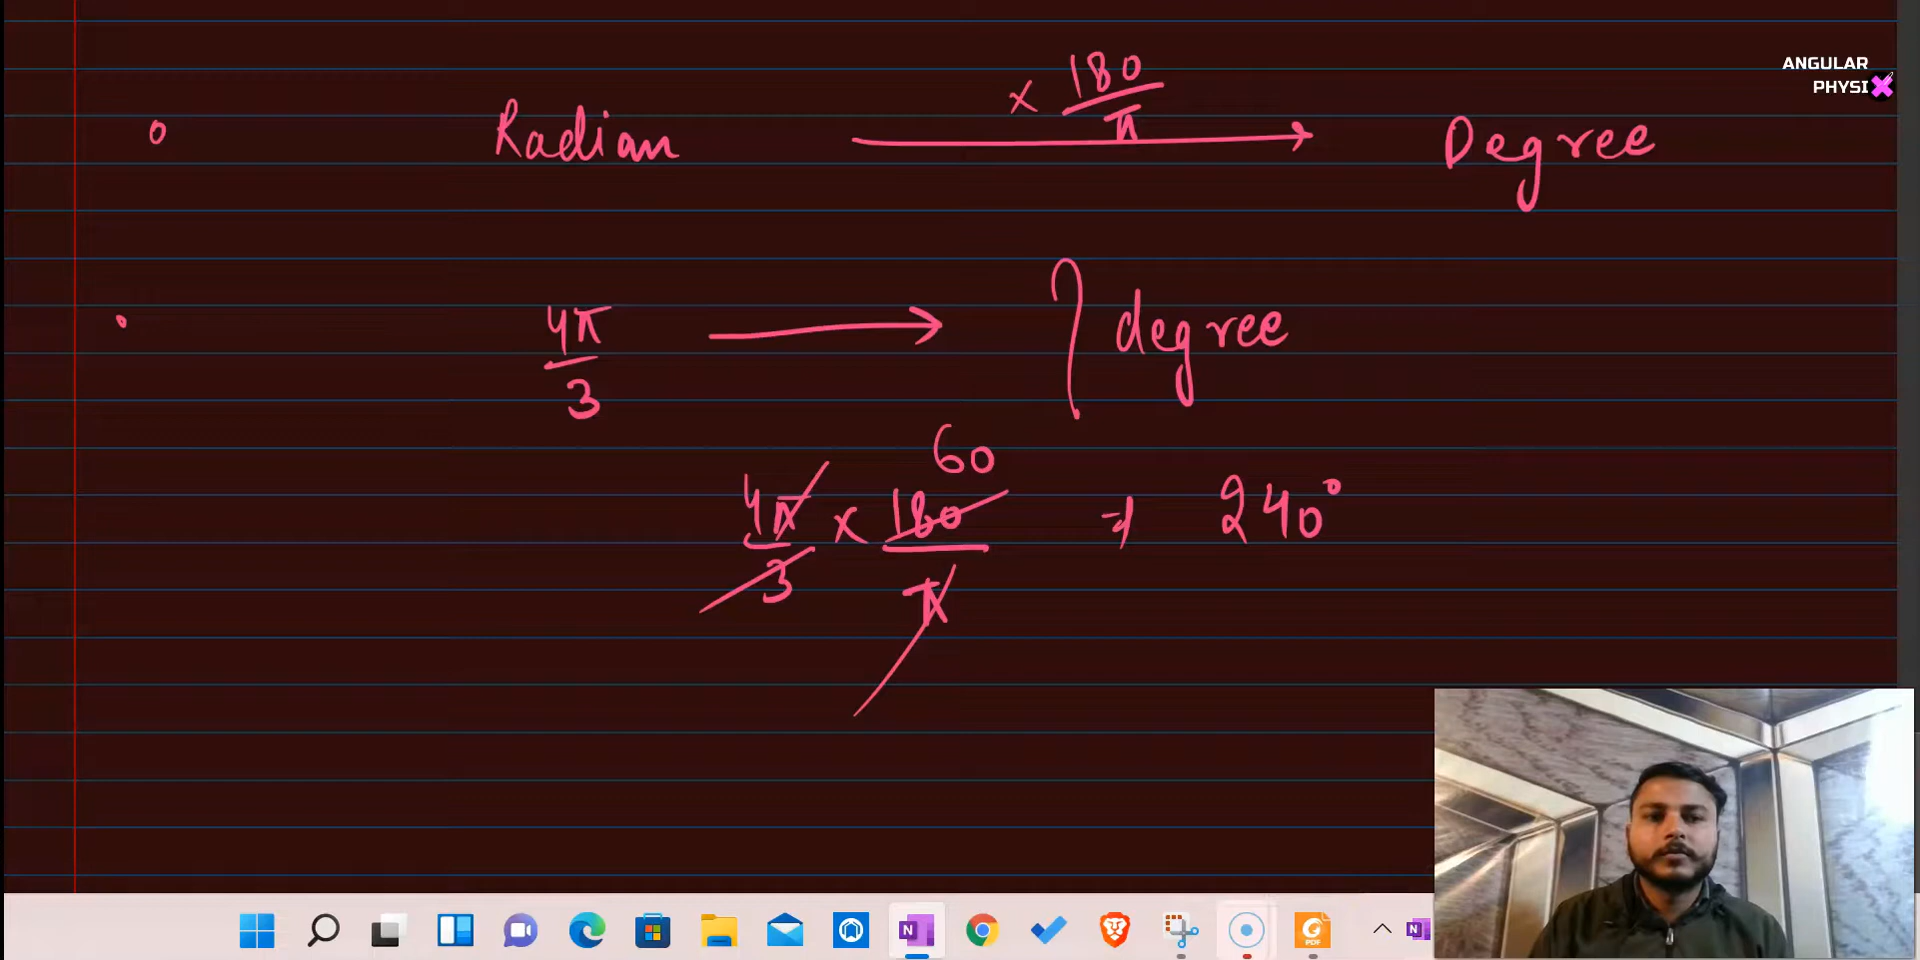 ANGULAR
PHYSI
Radian × 180/π → Degree
4π/3 → ? degree
60
4π/3 × 180/π ⇒ 240°